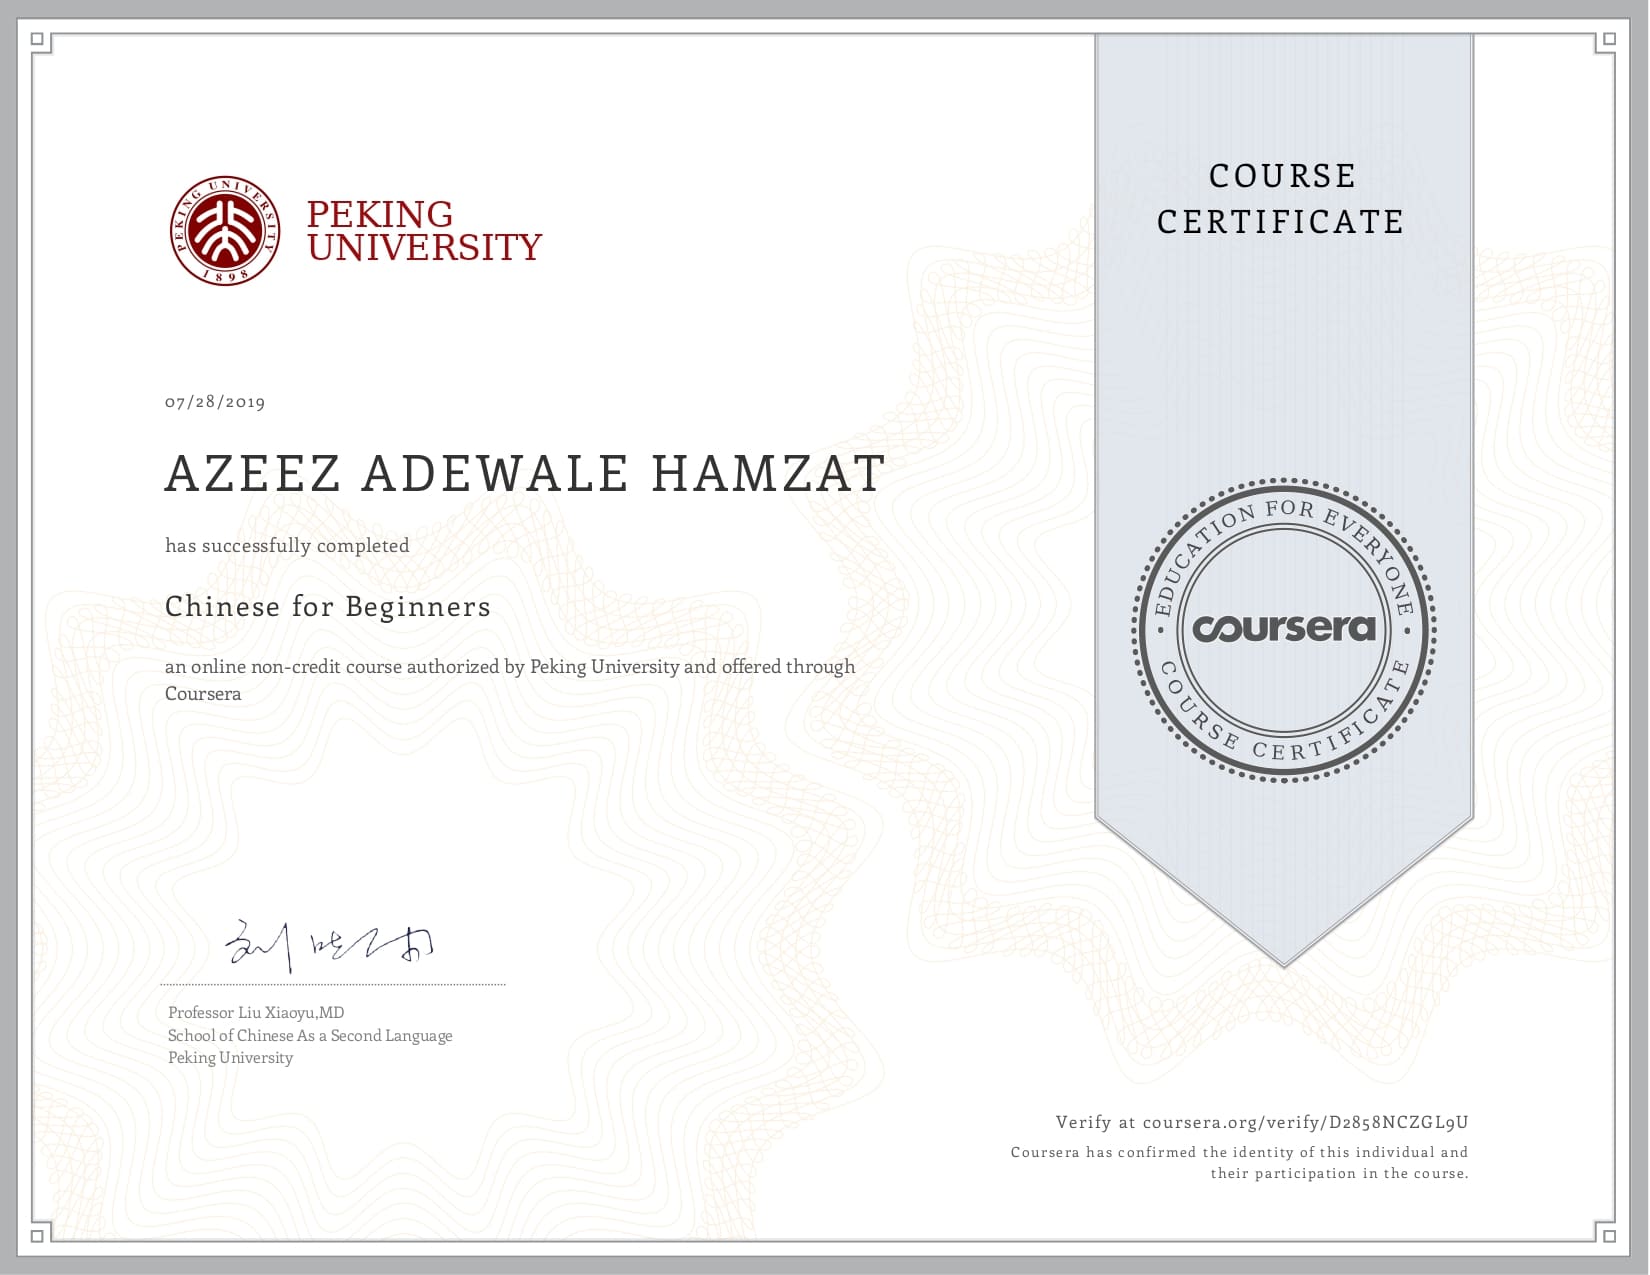 PEKING UNIVERSITY
1898
PEKING
UNIVERSITY
COURSE
CERTIFICATE
07/28/2019
AZEEZ ADEWALE HAMZAT
has successfully completed
Chinese for Beginners
an online non-credit course authorized by Peking University and offered through
Coursera
EDUCATION FOR EVERYONE
coursera
COURSE CERTIFICATE
Professor Liu Xiaoyu,MD
School of Chinese As a Second Language
Peking University
Verify at coursera.org/verify/D2858NCZGL9U
Coursera has confirmed the identity of this individual and
their participation in the course.